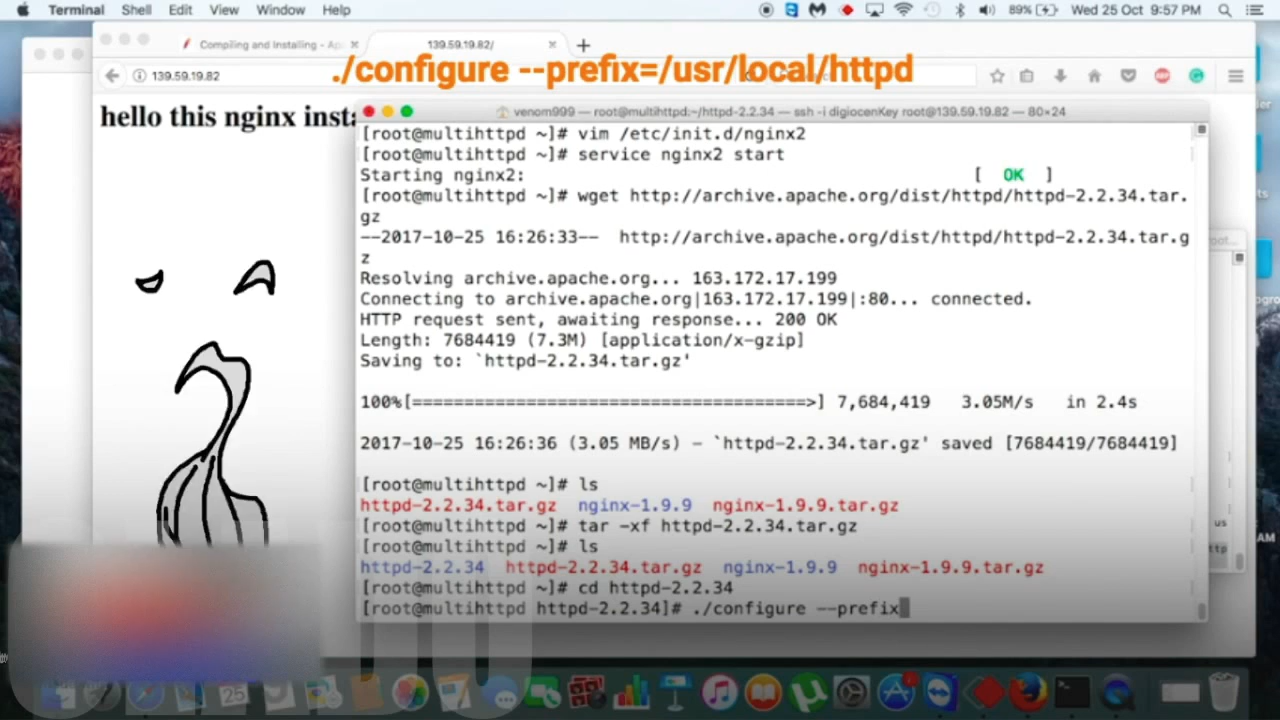 Terminal Shell Edit View Window Help 89% Wed 25 Oct 9:57 PM
Compiling and Installing - Ap 139.59.19.82/
139.59.19.82
./configure --prefix=/usr/local/httpd
hello this nginx insta
venom999 — root@multihttpd:~/httpd-2.2.34 — ssh -i digiocenKey root@139.59.19.82 — 80×24
[root@multihttpd ~]# vim /etc/init.d/nginx2
[root@multihttpd ~]# service nginx2 start
Starting nginx2: [ OK ]
[root@multihttpd ~]# wget http://archive.apache.org/dist/httpd/httpd-2.2.34.tar.
gz
--2017-10-25 16:26:33-- http://archive.apache.org/dist/httpd/httpd-2.2.34.tar.g
z
Resolving archive.apache.org... 163.172.17.199
Connecting to archive.apache.org|163.172.17.199|:80... connected.
HTTP request sent, awaiting response... 200 OK
Length: 7684419 (7.3M) [application/x-gzip]
Saving to: `httpd-2.2.34.tar.gz'
100%[======================================>] 7,684,419 3.05M/s in 2.4s
2017-10-25 16:26:36 (3.05 MB/s) - `httpd-2.2.34.tar.gz' saved [7684419/7684419]
[root@multihttpd ~]# ls
httpd-2.2.34.tar.gz nginx-1.9.9 nginx-1.9.9.tar.gz
[root@multihttpd ~]# tar -xf httpd-2.2.34.tar.gz
[root@multihttpd ~]# ls
httpd-2.2.34 httpd-2.2.34.tar.gz nginx-1.9.9 nginx-1.9.9.tar.gz
[root@multihttpd ~]# cd httpd-2.2.34
[root@multihttpd httpd-2.2.34]# ./configure --prefix